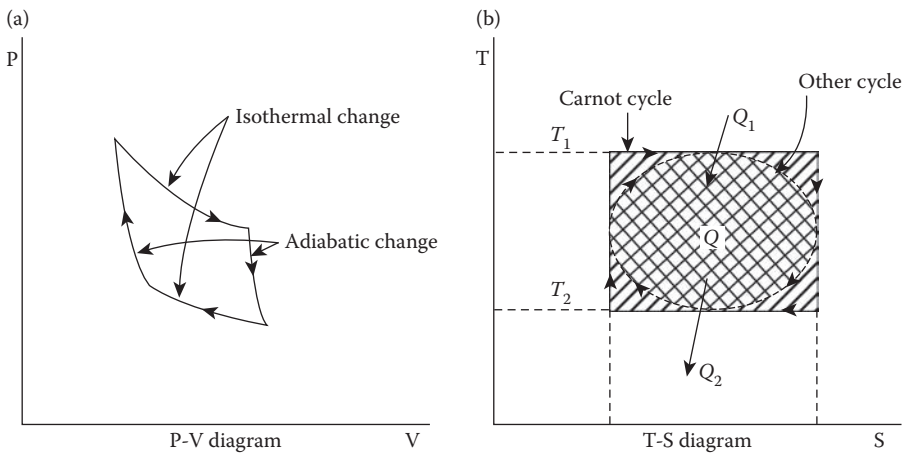 (a)
P
Isothermal change
Adiabatic change
P-V diagram
V
(b)
T
Carnot cycle
Other cycle
Q1
T1
Q
T2
Q2
T-S diagram
S